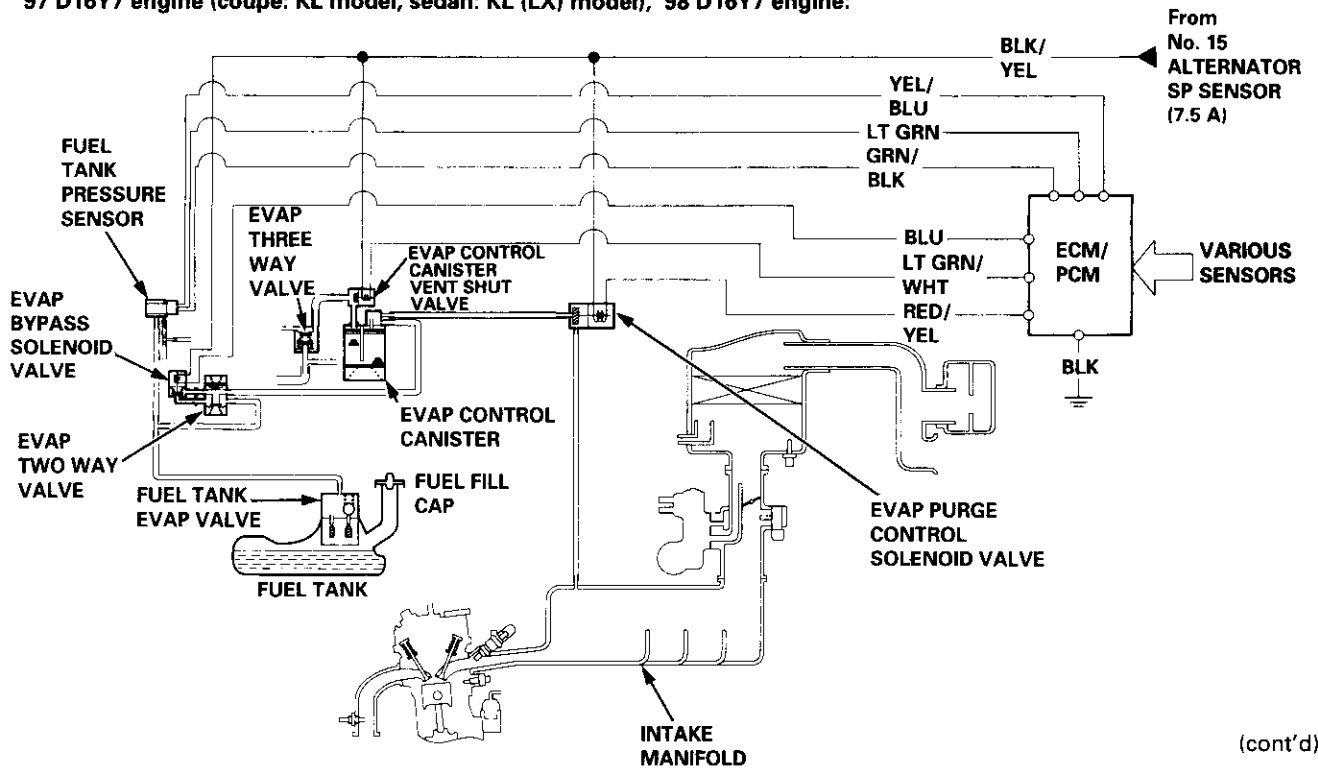 '97 D16Y7 engine (coupe: KL model, sedan: KL (LX) model), '98 D16Y7 engine:
From
No. 15
ALTERNATOR
SP SENSOR
(7.5 A)
BLK/
YEL
YEL/
BLU
LT GRN
GRN/
BLK
FUEL
TANK
PRESSURE
SENSOR
EVAP
THREE
WAY
VALVE
EVAP CONTROL
CANISTER
VENT SHUT
VALVE
BLU
LT GRN/
WHT
RED/
YEL
ECM/
PCM
VARIOUS
SENSORS
BLK
EVAP
BYPASS
SOLENOID
VALVE
EVAP
TWO WAY
VALVE
EVAP CONTROL
CANISTER
FUEL TANK
EVAP VALVE
FUEL FILL
CAP
FUEL TANK
EVAP PURGE
CONTROL
SOLENOID VALVE
INTAKE
MANIFOLD
(cont'd)